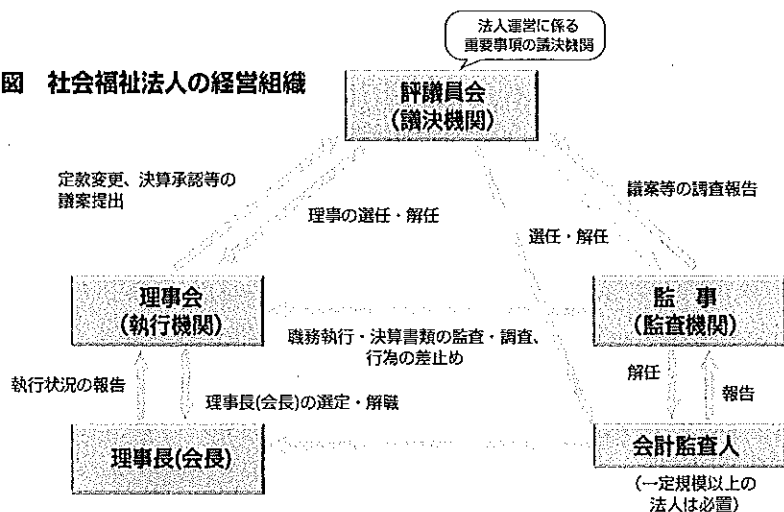 法人運営に係る
重要事項の議決機関
図 社会福祉法人の経営組織
評議員会
(議決機関)
定款変更、決算承認等の
議案提出
理事の選任・解任
選任・解任
議案等の調査報告
理事会
(執行機関)
監 事
(監査機関)
職務執行・決算書類の監査・調査、
行為の差止め
執行状況の報告
理事長(会長)の選定・解職
解任
報告
理事長(会長)
会計監査人
(一定規模以上の
法人は必置)